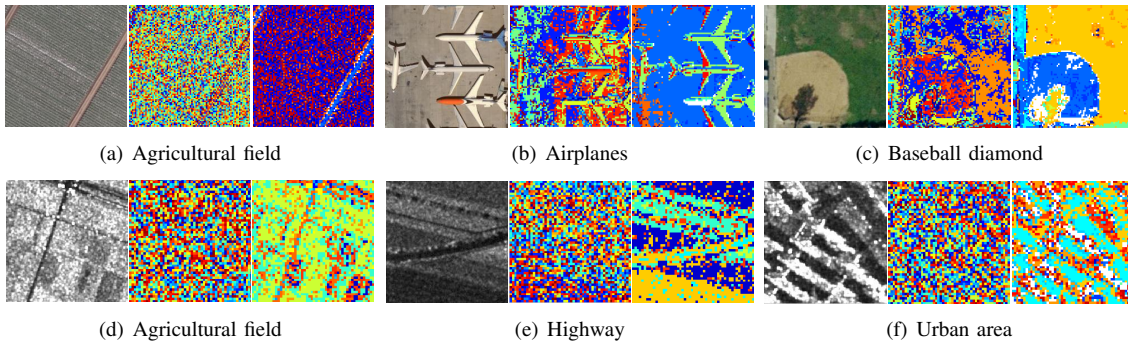 (a) Agricultural field
(b) Airplanes
(c) Baseball diamond
(d) Agricultural field
(e) Highway
(f) Urban area